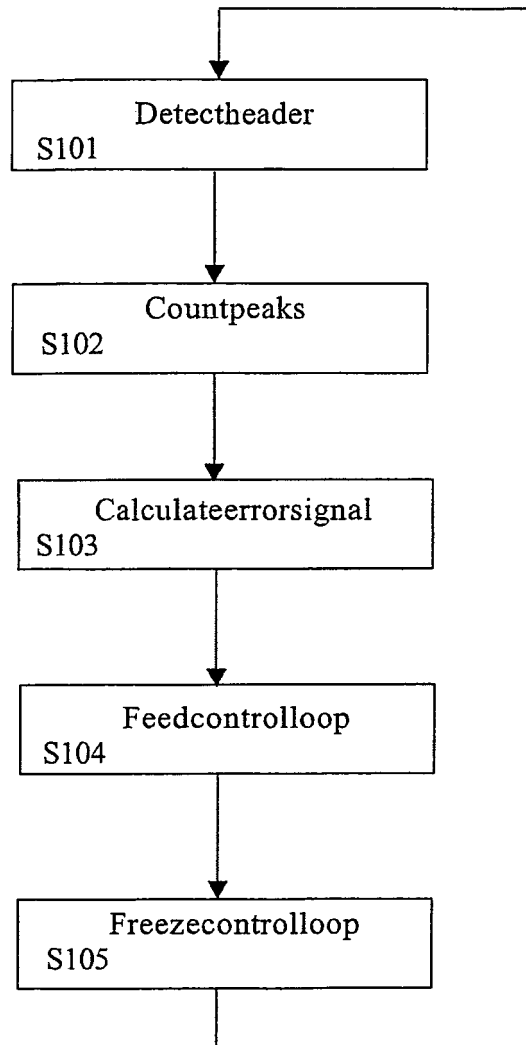 Detectheader
S101
Countpeaks
S102
Calculateerrorsignal
S103
Feedcontrolloop
S104
Freezecontrolloop
S105